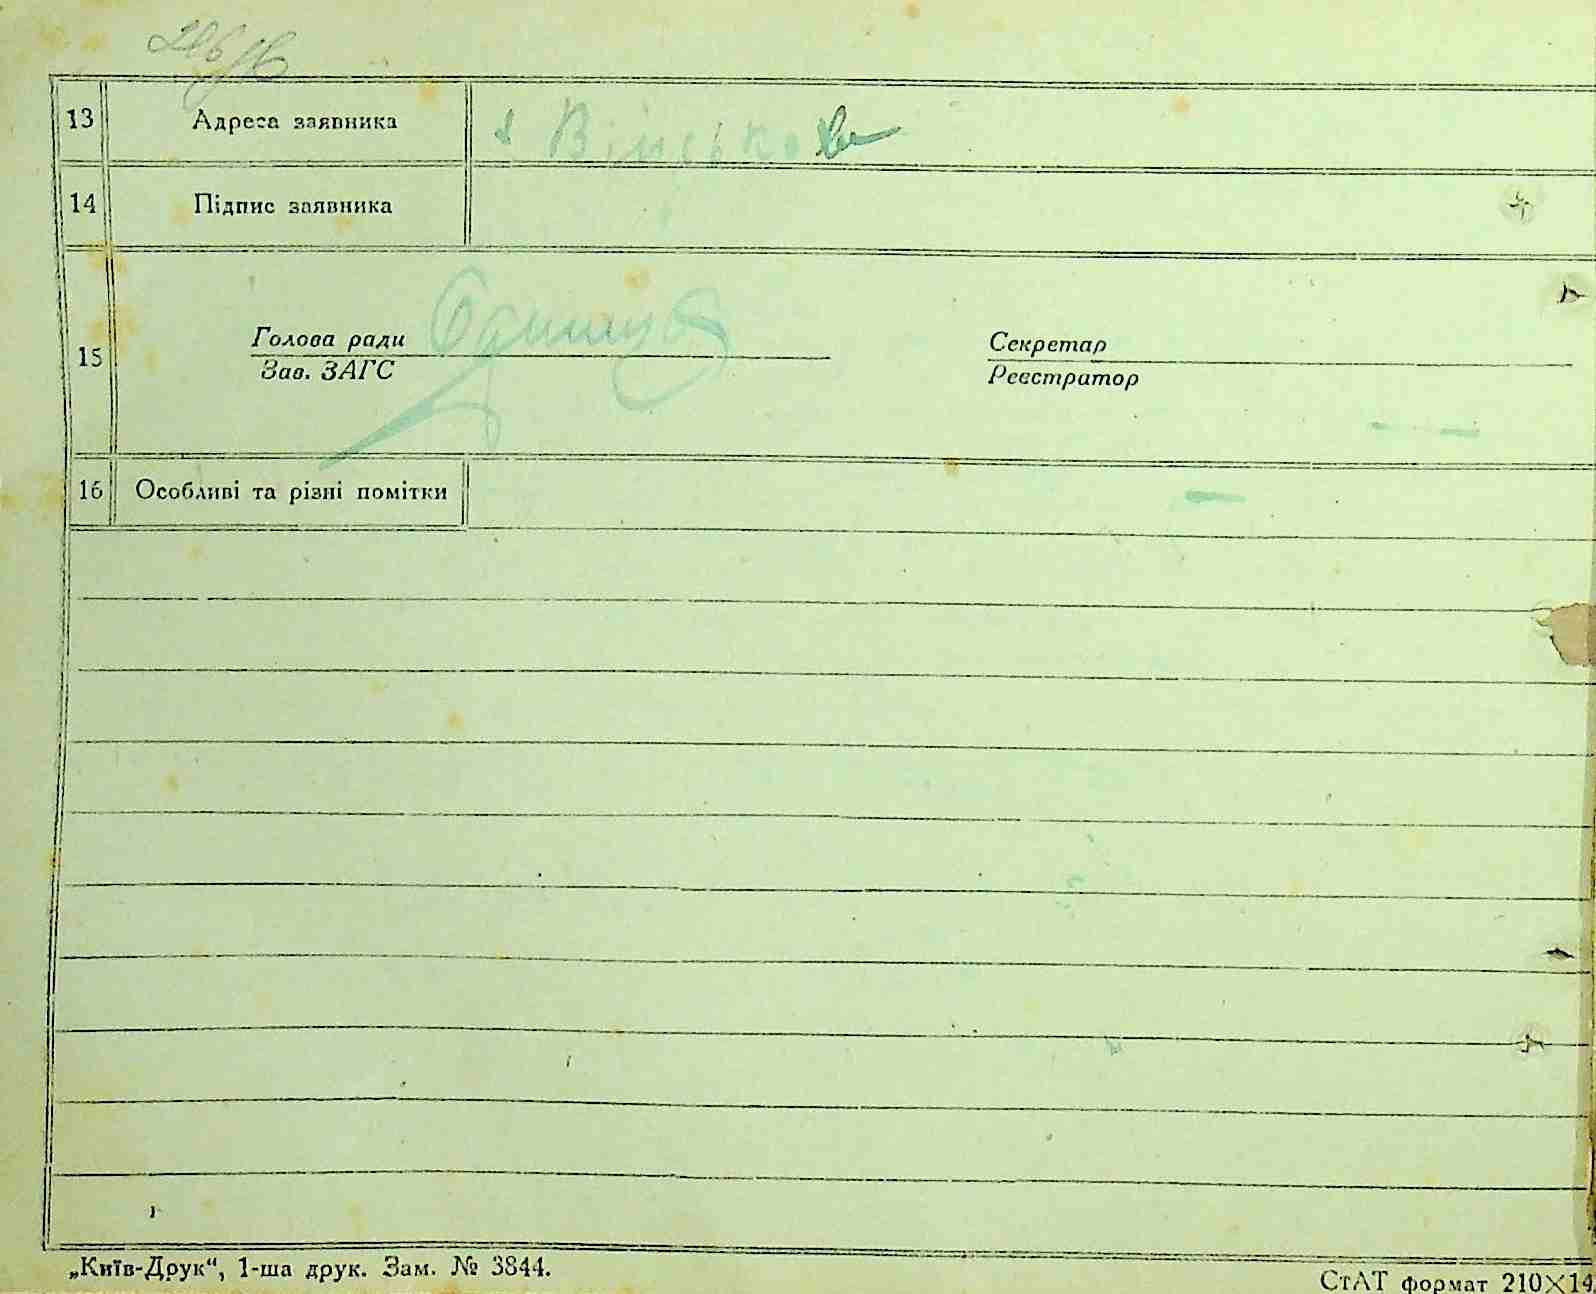 13 Адреса заявника с. Військове
14 Підпис заявника
15 Голова ради Секретар
Зав. ЗАГС Реєстратор
16 Особливі та різні помітки
„Київ-Друк“, 1-ша друк. Зам. № 3844.
СтАТ формат 210×14